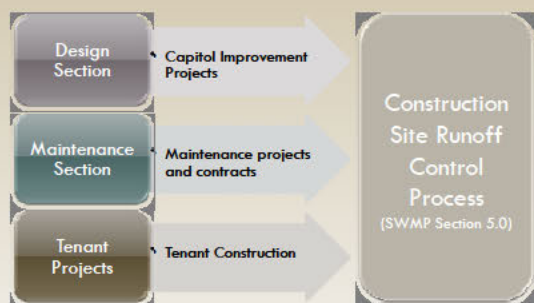 Design
Section
Capitol Improvement
Projects
Maintenance
Section
Maintenance projects
and contracts
Tenant
Projects
Tenant Construction
Construction
Site Runoff
Control
Process
(SWMP Section 5.0)